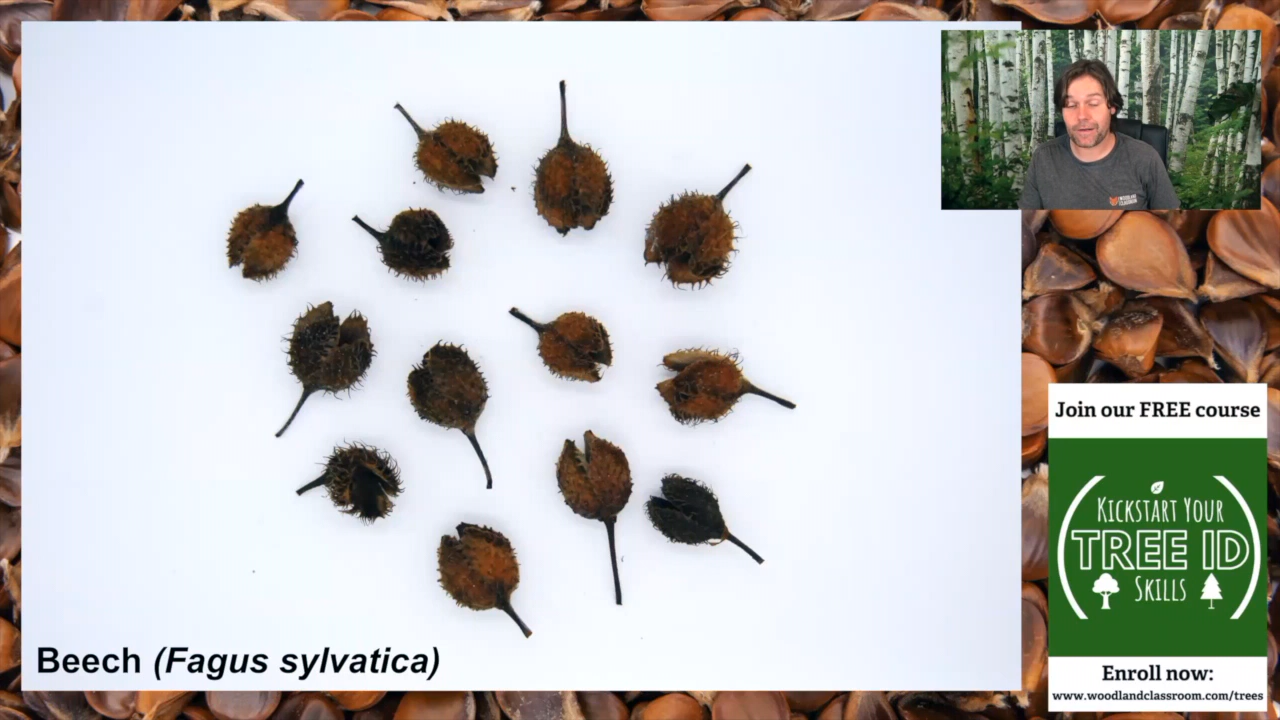 Beech (Fagus sylvatica)
Join our FREE course
KICKSTART YOUR
TREE ID
SKILLS
Enroll now:
www.woodlandclassroom.com/trees